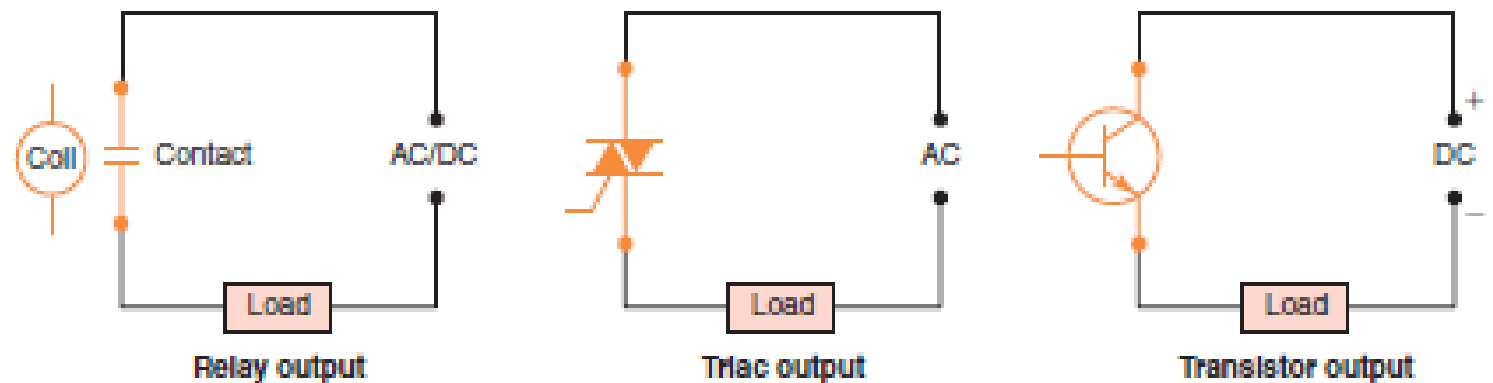 Coil
Contact
AC/DC
Load
Relay output
AC
Load
Triac output
+
DC
–
Load
Transistor output